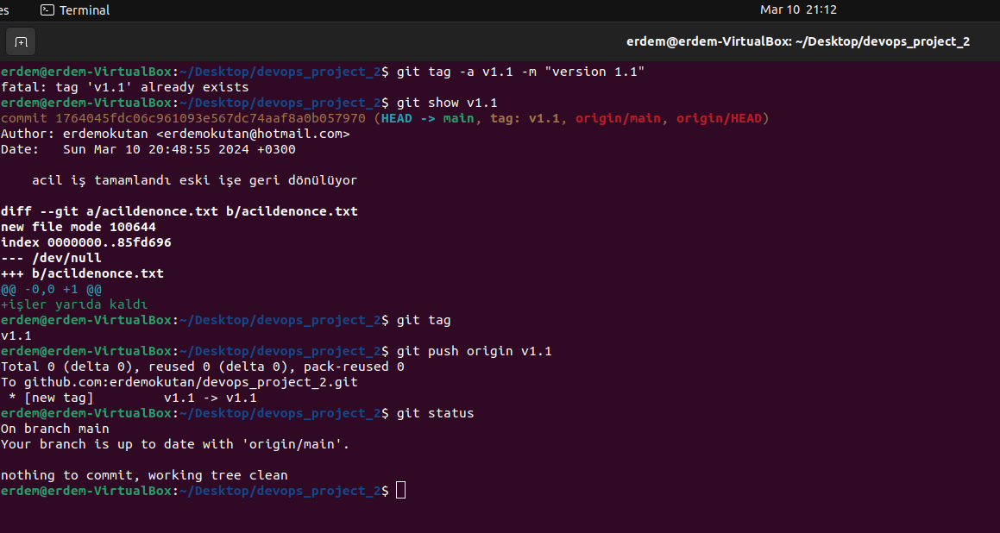 es Terminal Mar 10 21:12
erdem@erdem-VirtualBox: ~/Desktop/devops_project_2
erdem@erdem-VirtualBox:~/Desktop/devops_project_2$ git tag -a v1.1 -m "version 1.1"
fatal: tag 'v1.1' already exists
erdem@erdem-VirtualBox:~/Desktop/devops_project_2$ git show v1.1
commit 1764045fdc06c961093e567dc74aaf8a0b057970 (HEAD -> main, tag: v1.1, origin/main, origin/HEAD)
Author: erdemokutan <erdemokutan@hotmail.com>
Date:   Sun Mar 10 20:48:55 2024 +0300
    acil iş tamamlandı eski işe geri dönülüyor
diff --git a/acildenonce.txt b/acildenonce.txt
new file mode 100644
index 0000000..85fd696
--- /dev/null
+++ b/acildenonce.txt
@@ -0,0 +1 @@
+işler yarıda kaldı
erdem@erdem-VirtualBox:~/Desktop/devops_project_2$ git tag
v1.1
erdem@erdem-VirtualBox:~/Desktop/devops_project_2$ git push origin v1.1
Total 0 (delta 0), reused 0 (delta 0), pack-reused 0
To github.com:erdemokutan/devops_project_2.git
 * [new tag]         v1.1 -> v1.1
erdem@erdem-VirtualBox:~/Desktop/devops_project_2$ git status
On branch main
Your branch is up to date with 'origin/main'.
nothing to commit, working tree clean
erdem@erdem-VirtualBox:~/Desktop/devops_project_2$